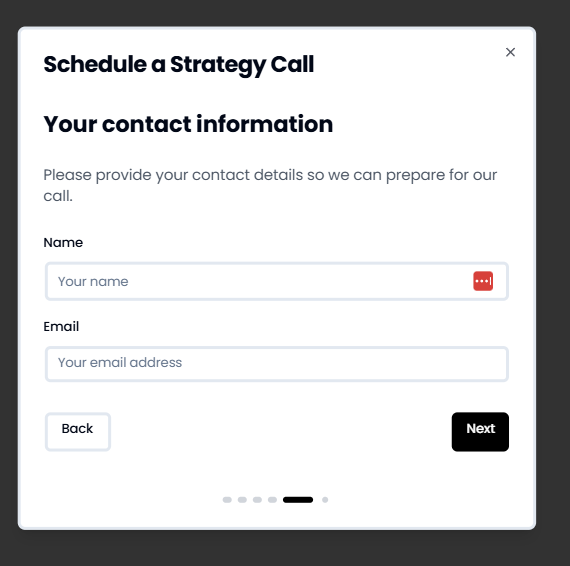 Schedule a Strategy Call
Your contact information
Please provide your contact details so we can prepare for our
call.
Name
Your name
Email
Your email address
Back
Next